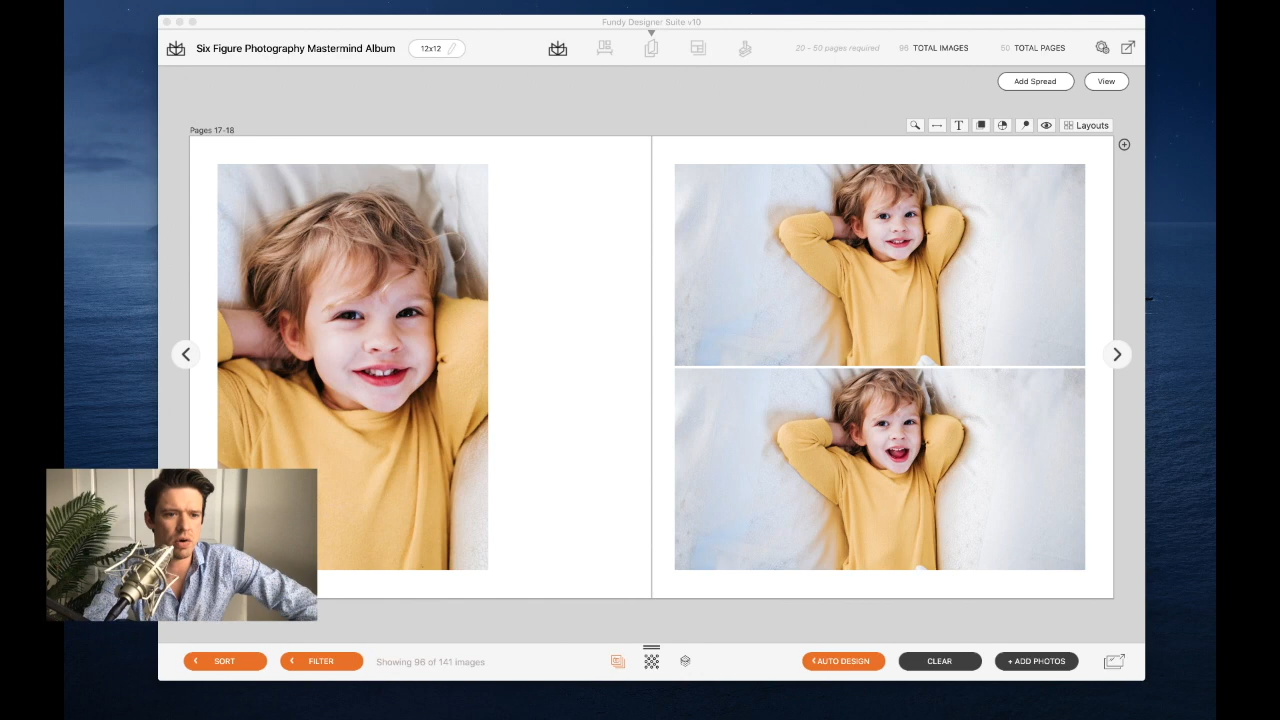 Fundy Designer Suite v10
Six Figure Photography Mastermind Album
12x12
20 - 50 pages required
96 TOTAL IMAGES
50 TOTAL PAGES
Add Spread
View
Pages 17-18
T
Layouts
SORT
FILTER
Showing 96 of 141 images
AUTO DESIGN
CLEAR
+ ADD PHOTOS